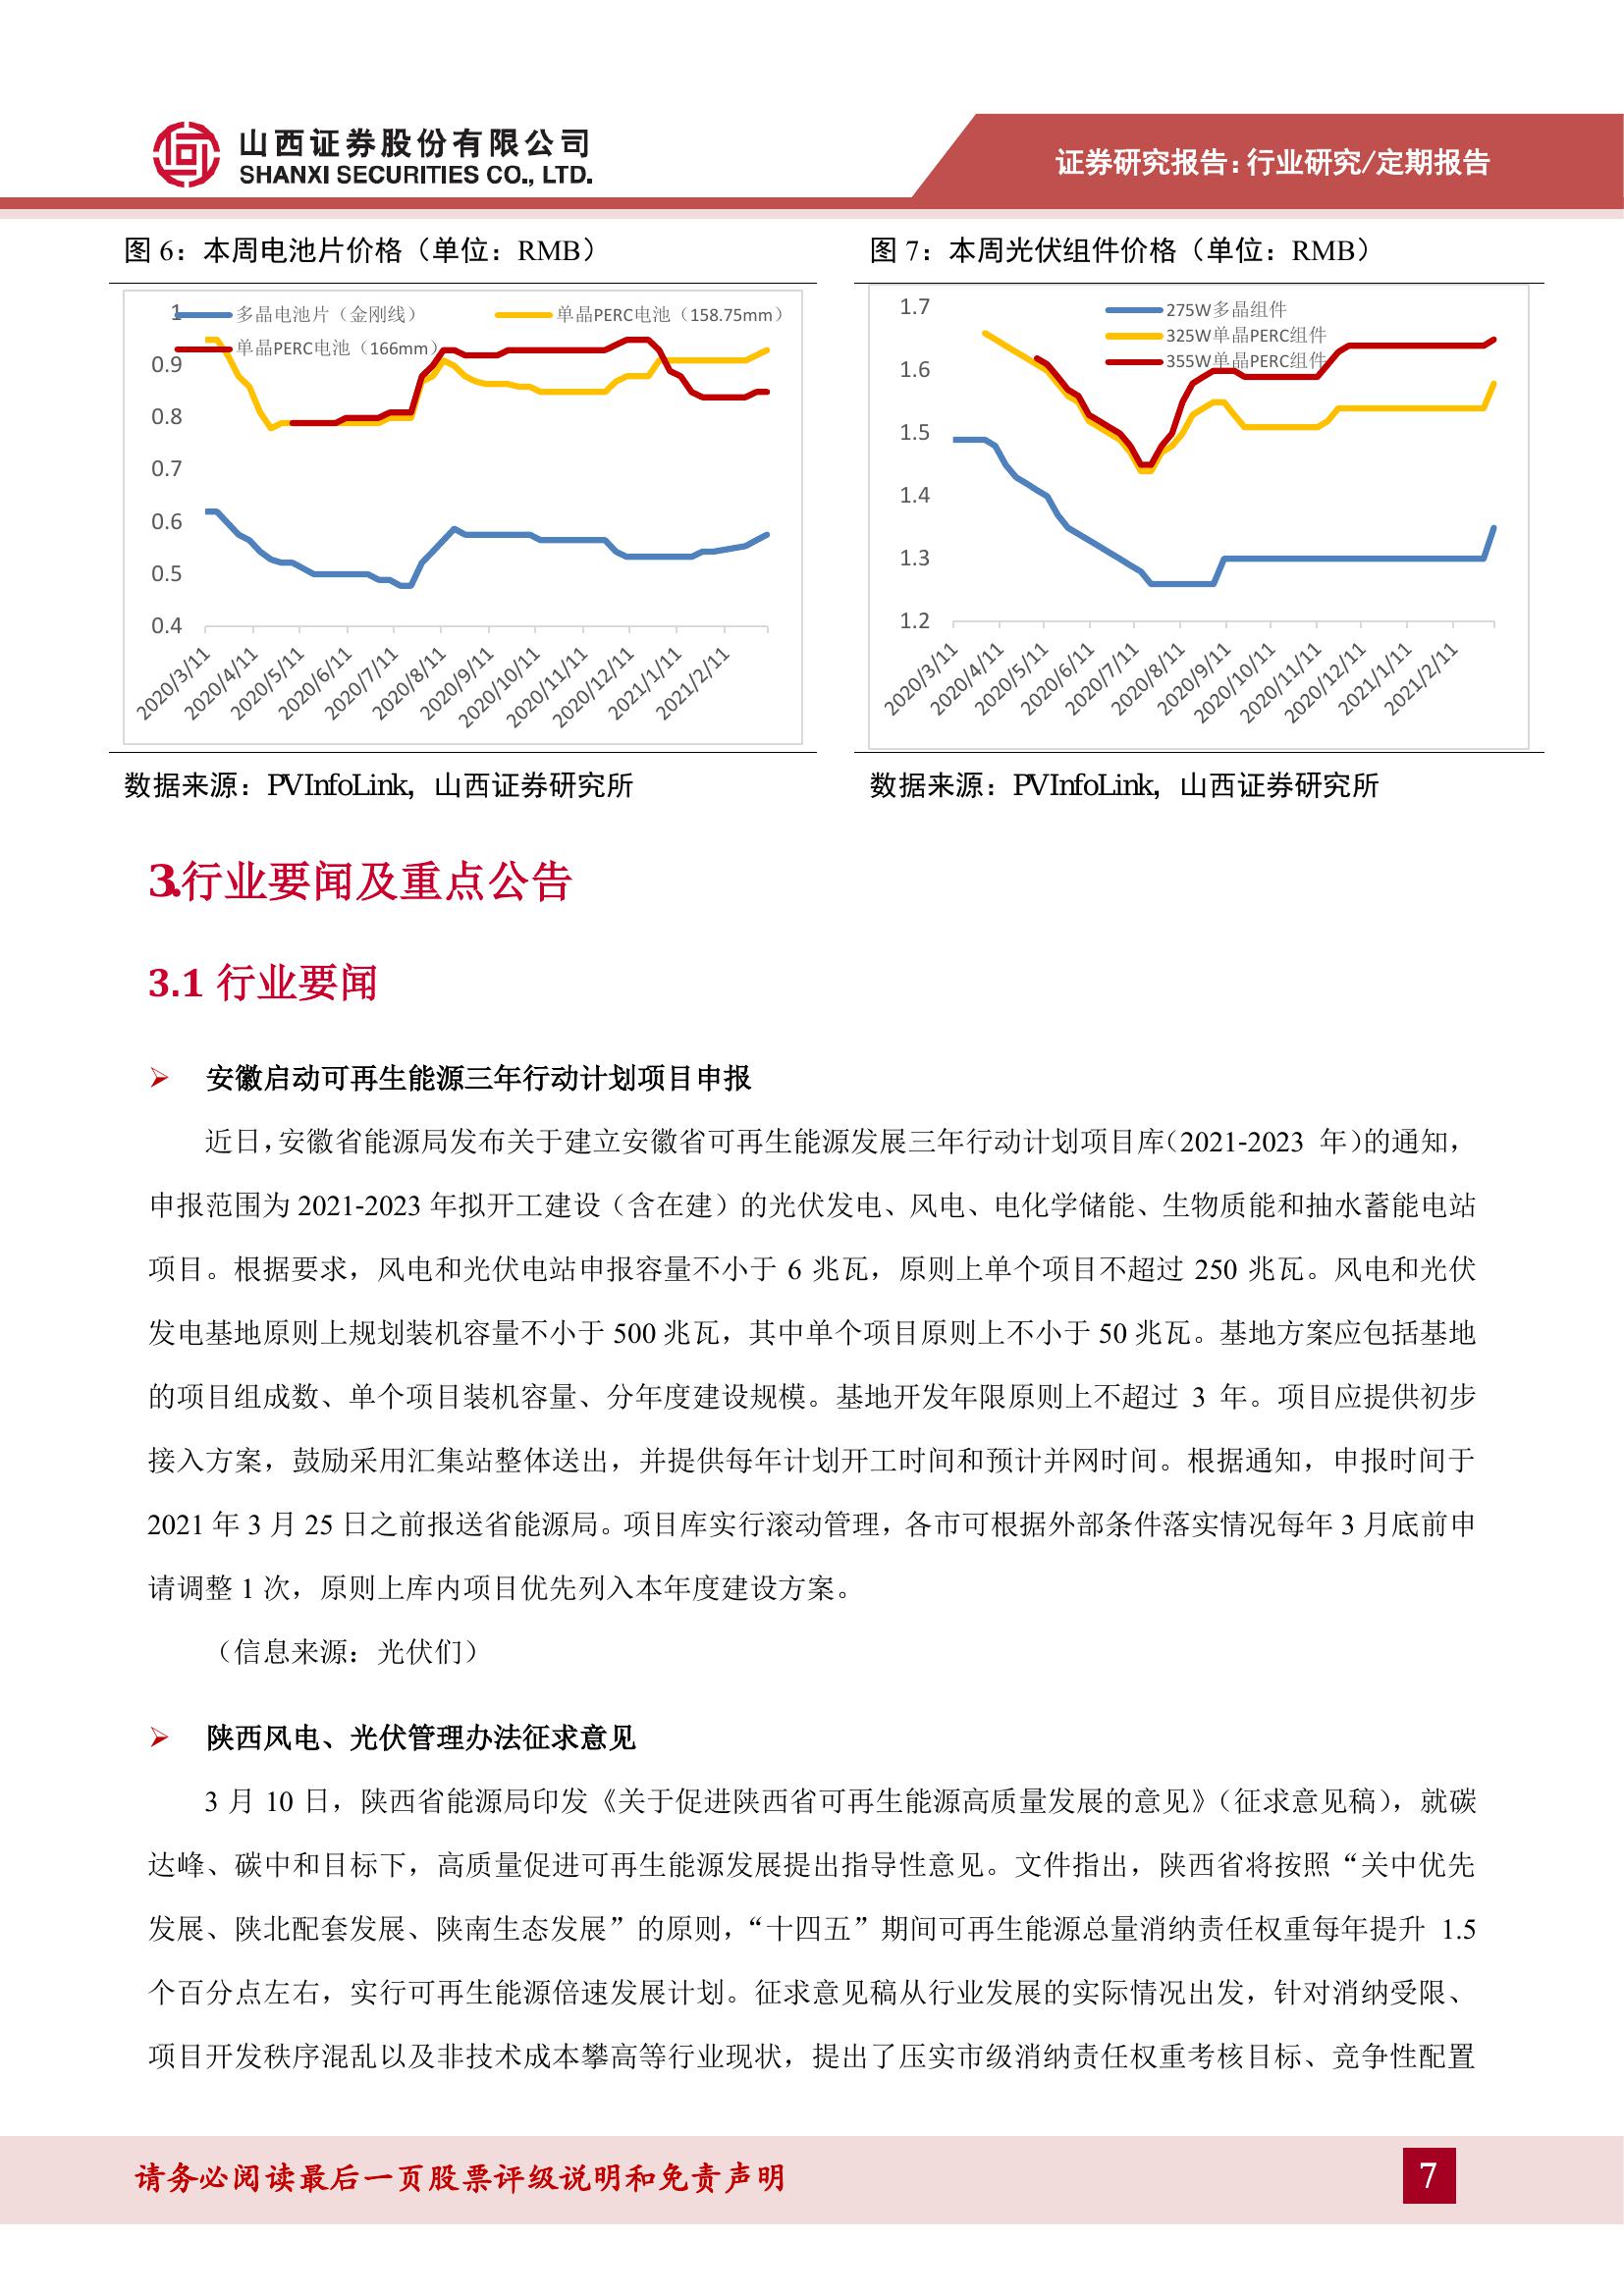 山西证券股份有限公司
SHANXI SECURITIES CO., LTD.
证券研究报告：行业研究/定期报告
图 6：本周电池片价格（单位：RMB）
多晶电池片（金刚线）
单晶PERC电池（158.75mm）
单晶PERC电池（166mm）
1
0.9
0.8
0.7
0.6
0.5
0.4
2020/3/11
2020/4/11
2020/5/11
2020/6/11
2020/7/11
2020/8/11
2020/9/11
2020/10/11
2020/11/11
2020/12/11
2021/1/11
2021/2/11
数据来源：PVInfoLink，山西证券研究所
图 7：本周光伏组件价格（单位：RMB）
275W多晶组件
325W单晶PERC组件
355W单晶PERC组件
1.7
1.6
1.5
1.4
1.3
1.2
2020/3/11
2020/4/11
2020/5/11
2020/6/11
2020/7/11
2020/8/11
2020/9/11
2020/10/11
2020/11/11
2020/12/11
2021/1/11
2021/2/11
数据来源：PVInfoLink，山西证券研究所
3.行业要闻及重点公告
3.1 行业要闻
➢ 安徽启动可再生能源三年行动计划项目申报
近日，安徽省能源局发布关于建立安徽省可再生能源发展三年行动计划项目库（2021-2023 年）的通知，
申报范围为 2021-2023 年拟开工建设（含在建）的光伏发电、风电、电化学储能、生物质能和抽水蓄能电站
项目。根据要求，风电和光伏电站申报容量不小于 6 兆瓦，原则上单个项目不超过 250 兆瓦。风电和光伏
发电基地原则上规划装机容量不小于 500 兆瓦，其中单个项目原则上不小于 50 兆瓦。基地方案应包括基地
的项目组成数、单个项目装机容量、分年度建设规模。基地开发年限原则上不超过 3 年。项目应提供初步
接入方案，鼓励采用汇集站整体送出，并提供每年计划开工时间和预计并网时间。根据通知，申报时间于
2021 年 3 月 25 日之前报送省能源局。项目库实行滚动管理，各市可根据外部条件落实情况每年 3 月底前申
请调整 1 次，原则上库内项目优先列入本年度建设方案。
（信息来源：光伏们）
➢ 陕西风电、光伏管理办法征求意见
3 月 10 日，陕西省能源局印发《关于促进陕西省可再生能源高质量发展的意见》（征求意见稿），就碳
达峰、碳中和目标下，高质量促进可再生能源发展提出指导性意见。文件指出，陕西省将按照“关中优先
发展、陕北配套发展、陕南生态发展”的原则，“十四五”期间可再生能源总量消纳责任权重每年提升 1.5
个百分点左右，实行可再生能源倍速发展计划。征求意见稿从行业发展的实际情况出发，针对消纳受限、
项目开发秩序混乱以及非技术成本攀高等行业现状，提出了压实市级消纳责任权重考核目标、竞争性配置
请务必阅读最后一页股票评级说明和免责声明
7